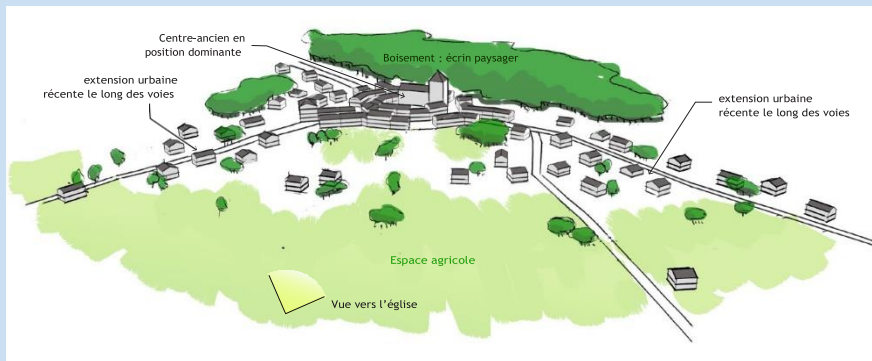 Centre-ancien en
position dominante
Boisement : écrin paysager
extension urbaine
récente le long des voies
extension urbaine
récente le long des voies
Espace agricole
Vue vers l'église